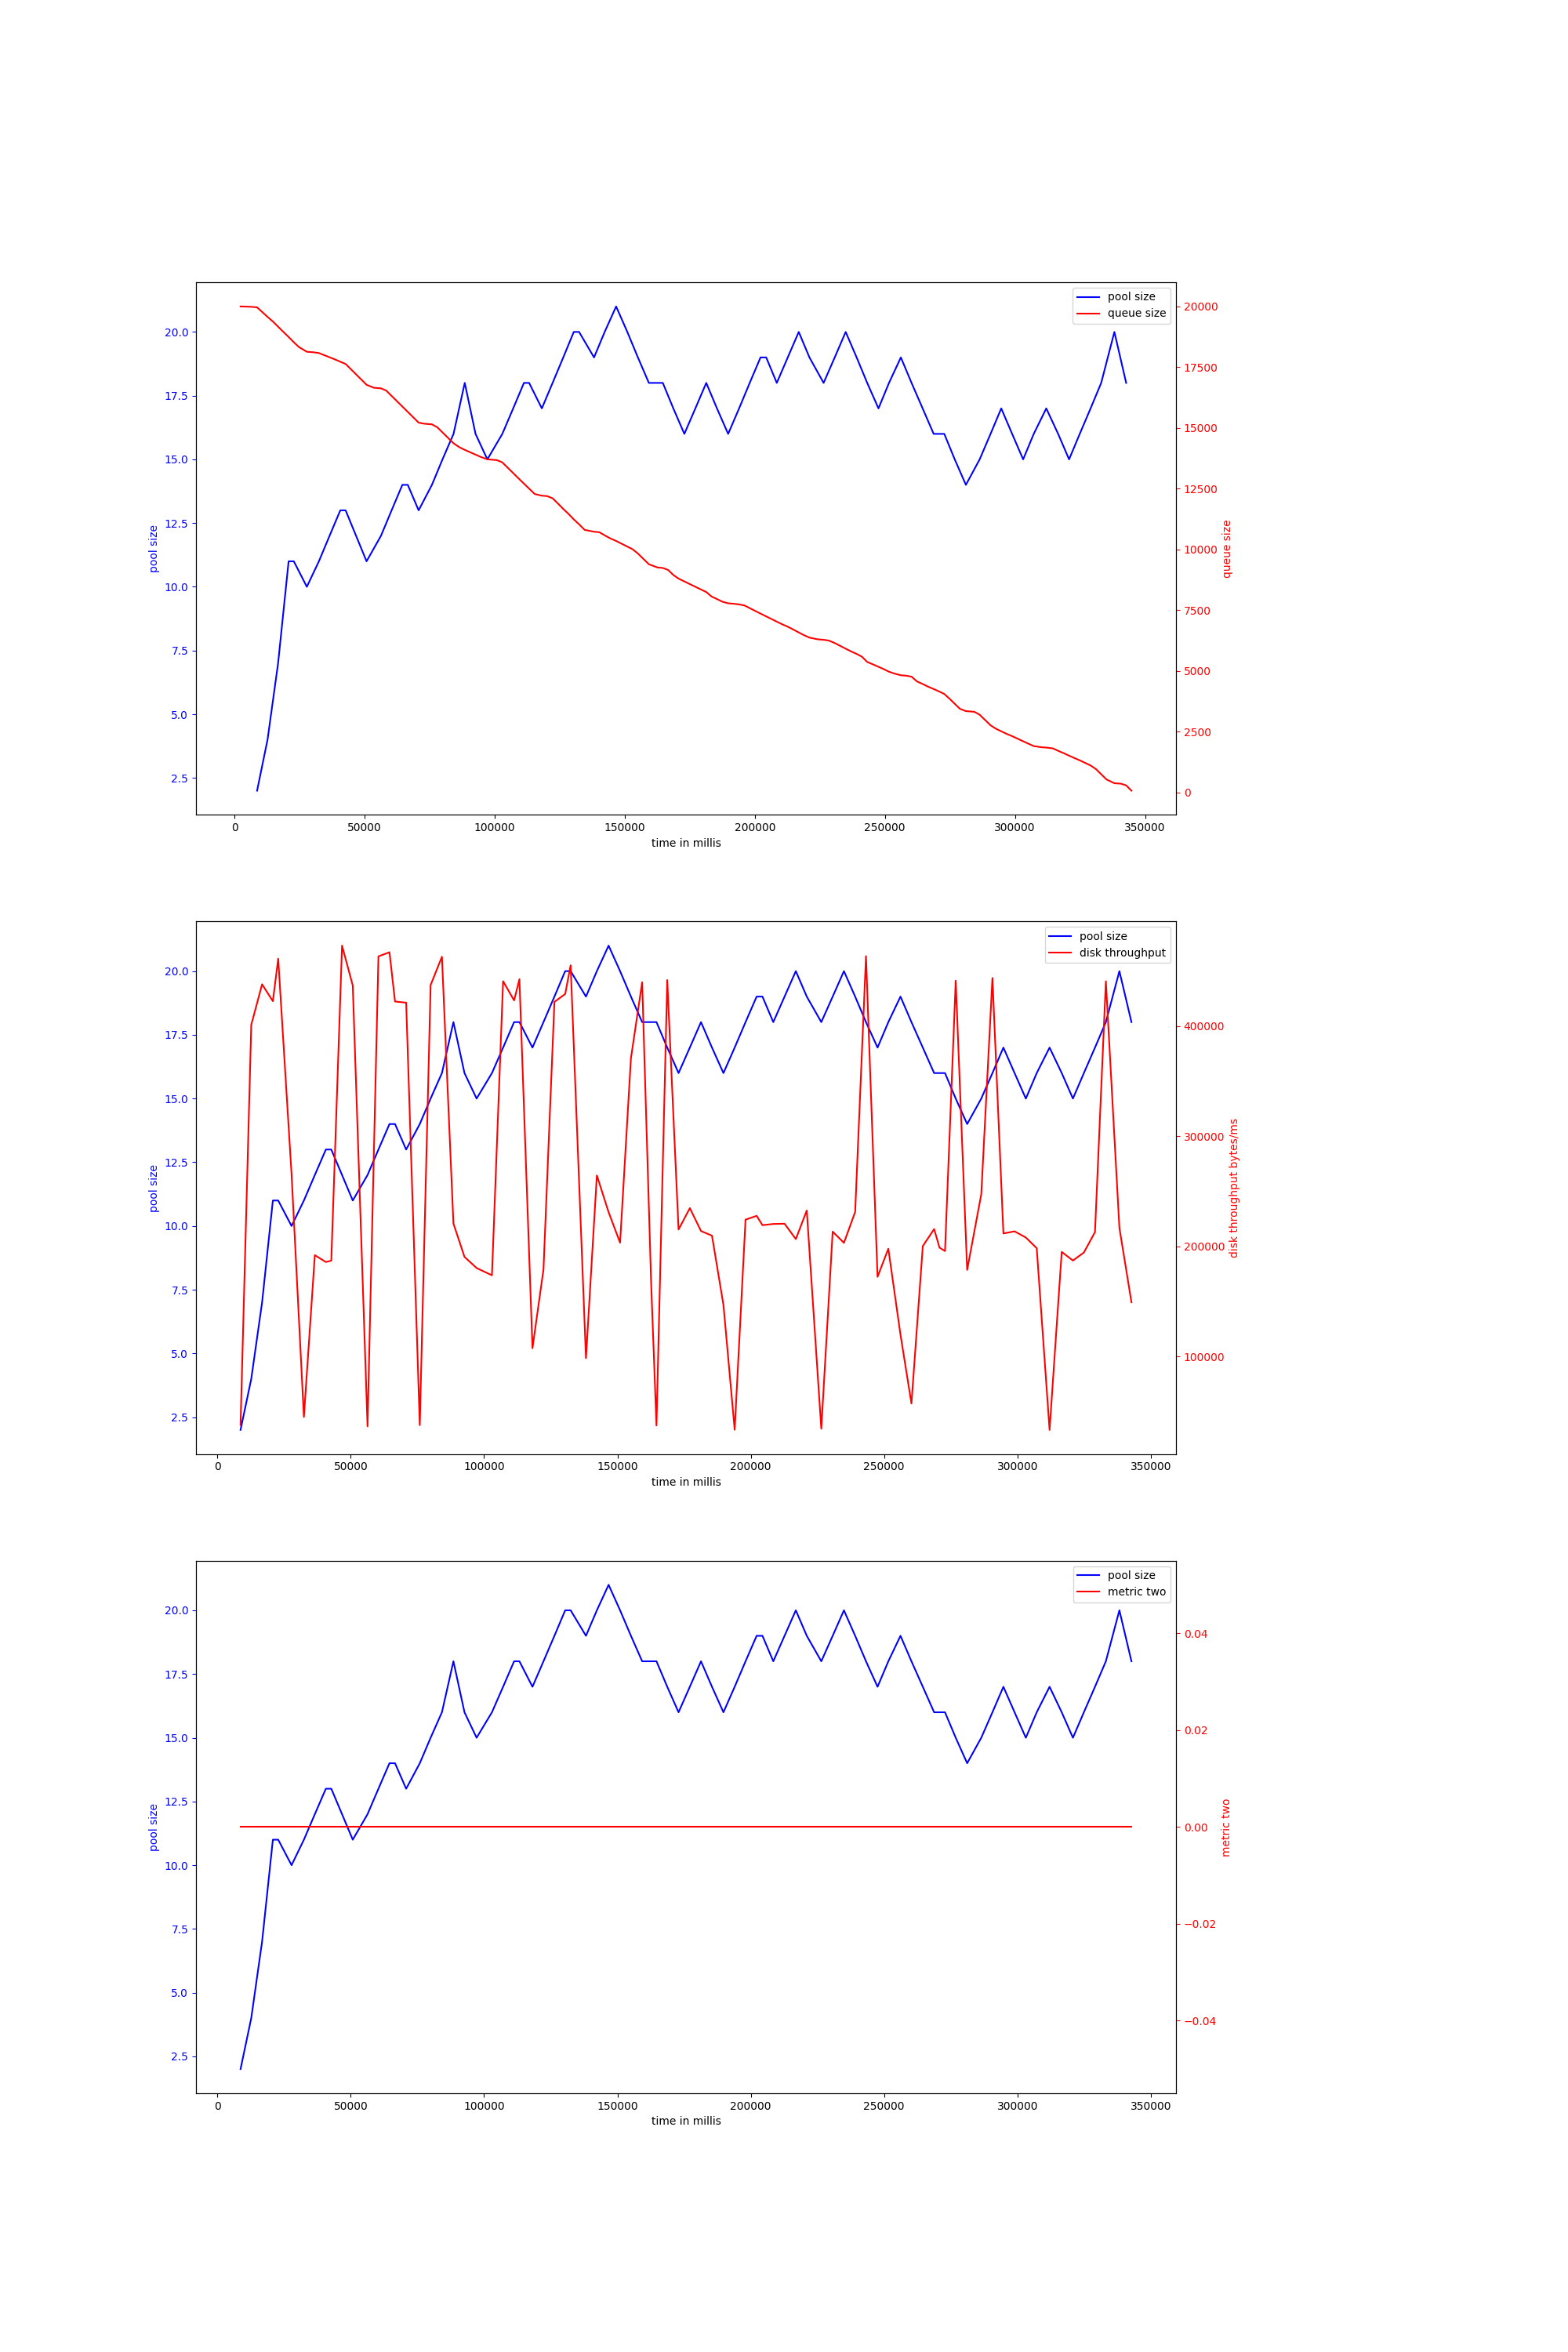 pool size
queue size
20.0
17.5
15.0
12.5
10.0
7.5
5.0
2.5
pool size
20000
17500
15000
12500
10000
7500
5000
2500
0
queue size
0 50000 100000 150000 200000 250000 300000 350000
time in millis
pool size
disk throughput
20.0
17.5
15.0
12.5
10.0
7.5
5.0
2.5
pool size
400000
300000
200000
100000
disk throughput bytes/ms
0 50000 100000 150000 200000 250000 300000 350000
time in millis
pool size
metric two
20.0
17.5
15.0
12.5
10.0
7.5
5.0
2.5
pool size
0.04
0.02
0.00
−0.02
−0.04
metric two
0 50000 100000 150000 200000 250000 300000 350000
time in millis